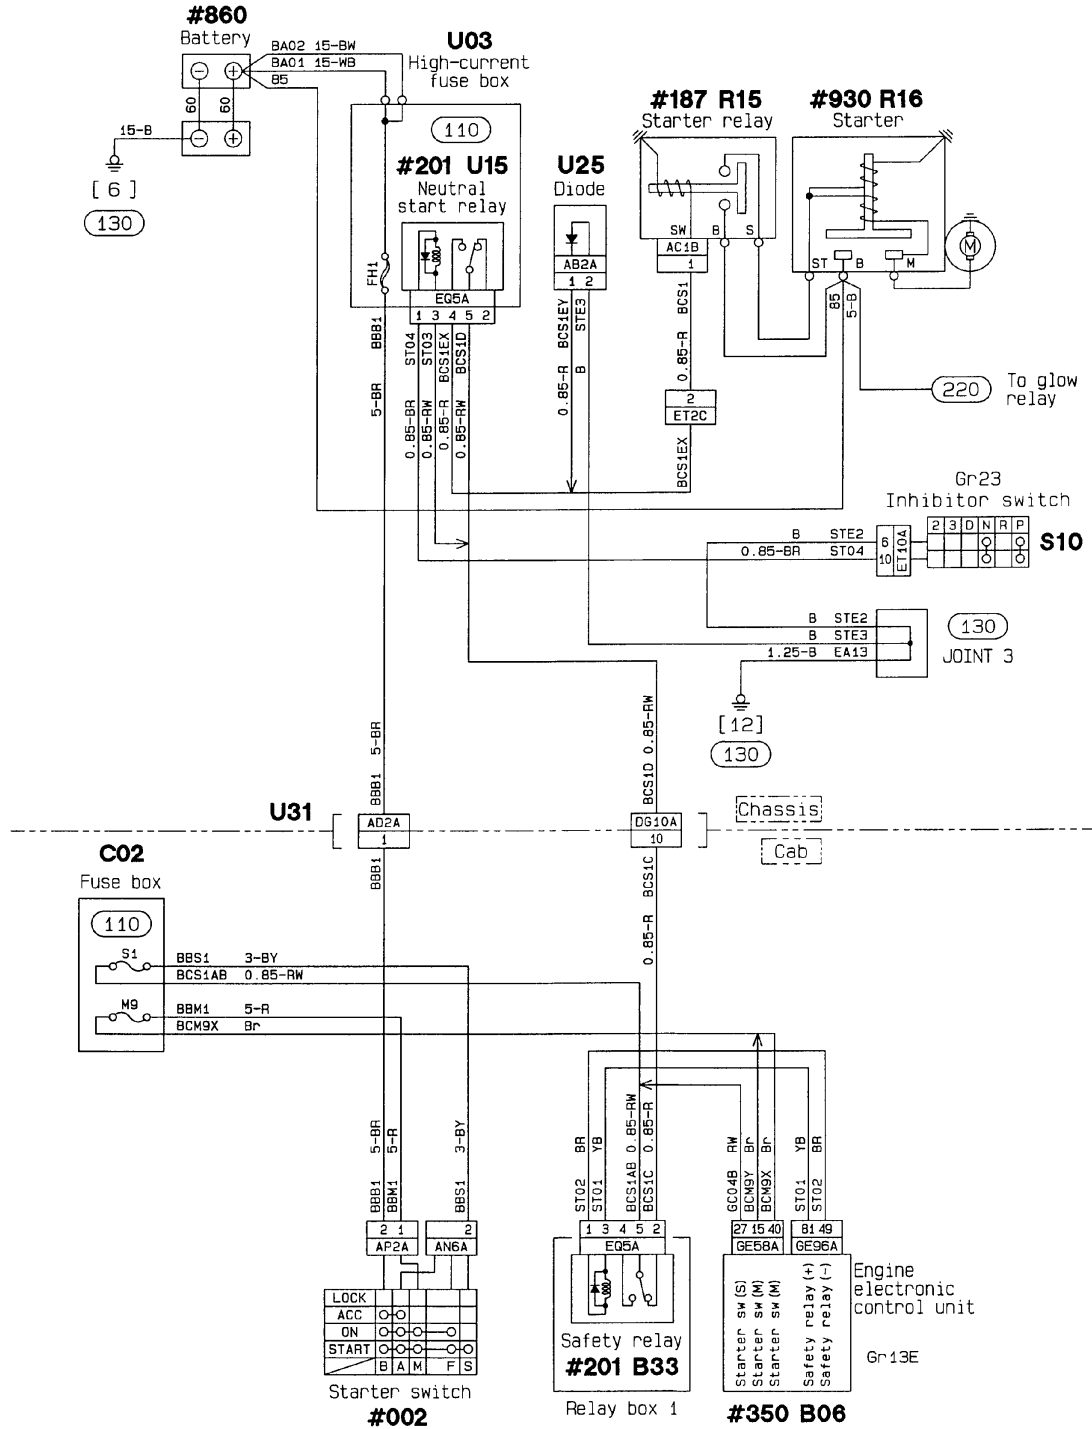 #860
Battery
BA02 15-BW
BA01 15-WB
85
60
60
15-B
[6]
130
U03
High-current
fuse box
110
#201 U15
Neutral
start relay
FH1
EQ5A
1 3 4 5 2
U25
Diode
AB2A
1 2
#187 R15
Starter relay
SW B S
AC1B
1
#930 R16
Starter
ST B M
M
85
5-B
BBB1
5-BR
ST04
ST03
BCS1EX
BCS1D
0.85-BR
0.85-RW
0.85-R
0.85-RW
0.85-R BCS1EY
B STE3
0.85-R BCS1
2
ET2C
BCS1EX
220
To glow
relay
Gr23
Inhibitor switch
2 3 D N R P
S10
B STE2
0.85-BR ST04
6
10
ET10A
B STE2
B STE3
1.25-B EA13
130
JOINT 3
[12]
130
BBB1 5-BR
BCS1D 0.85-RW
U31
AD2A
1
DG10A
10
Chassis
Cab
BBB1
0.85-R BCS1C
C02
Fuse box
110
S1
BBS1 3-BY
BCS1AB 0.85-RW
M9
BBM1 5-R
BCM9X Br
BBB1 5-BR
BBM1 5-R
BBS1 3-BY
ST02 BR
ST01 YB
BCS1AB 0.85-RW
BCS1C 0.85-R
GC04B RW
BCM9Y Br
BCM9X Br
ST01 YB
ST02 BR
2 1
AP2A
2
AN6A
1 3 4 5 2
EQ5A
27 15 40
GE58A
81 49
GE96A
LOCK
ACC
ON
START
B A M F S
Starter switch
#002
Safety relay
#201 B33
Relay box 1
Starter sw(S)
Starter sw(M)
Starter sw(M)
Safety relay(+)
Safety relay(-)
Engine
electronic
control unit
Gr13E
#350 B06